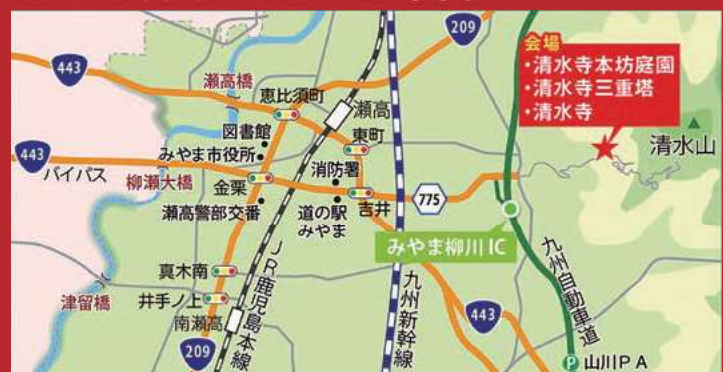 209
会場
・清水寺本坊庭園
・清水寺三重塔
・清水寺
443
瀬高橋
恵比須町
瀬高
図書館
東町
清水山
みやま市役所
消防署
443
バイパス
柳瀬大橋
金栗
瀬高警部交番
道の駅
みやま
吉井
775
みやま柳川IC
真木南
井手ノ上
南瀬高
津留橋
JR鹿児島本線
九州新幹線
九州自動車道
443
209
P 山川PA